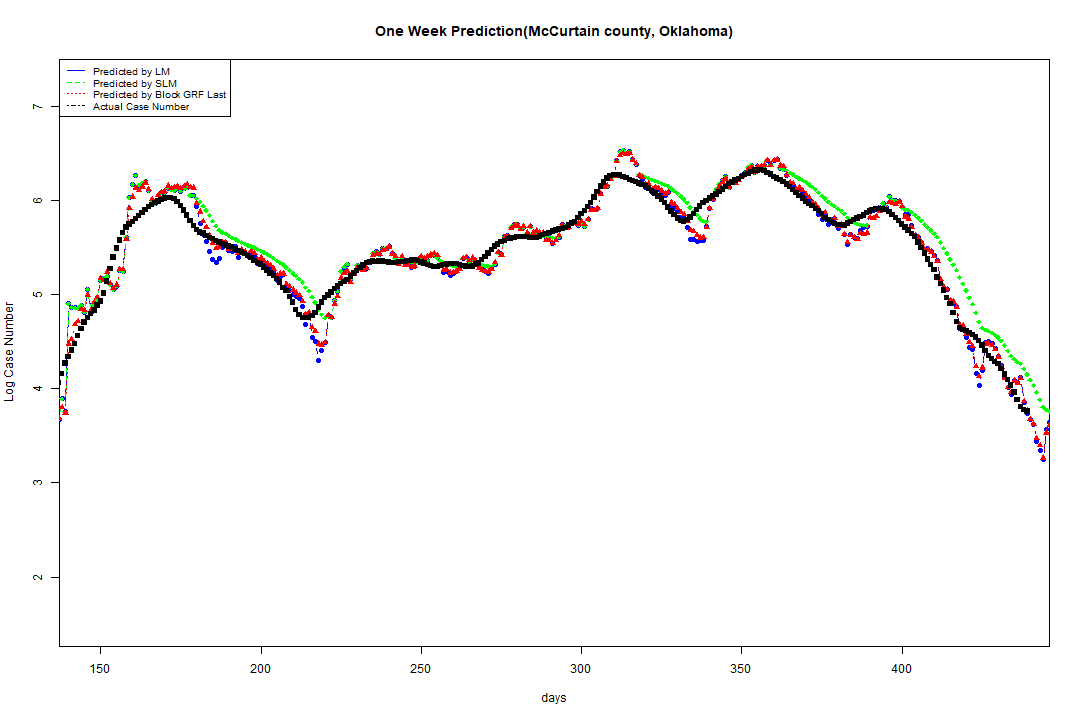 One Week Prediction(McCurtain county, Oklahoma)
Predicted by LM
Predicted by SLM
Predicted by Block GRF Last
Actual Case Number
7
6
5
4
3
2
Log Case Number
150 200 250 300 350 400
days